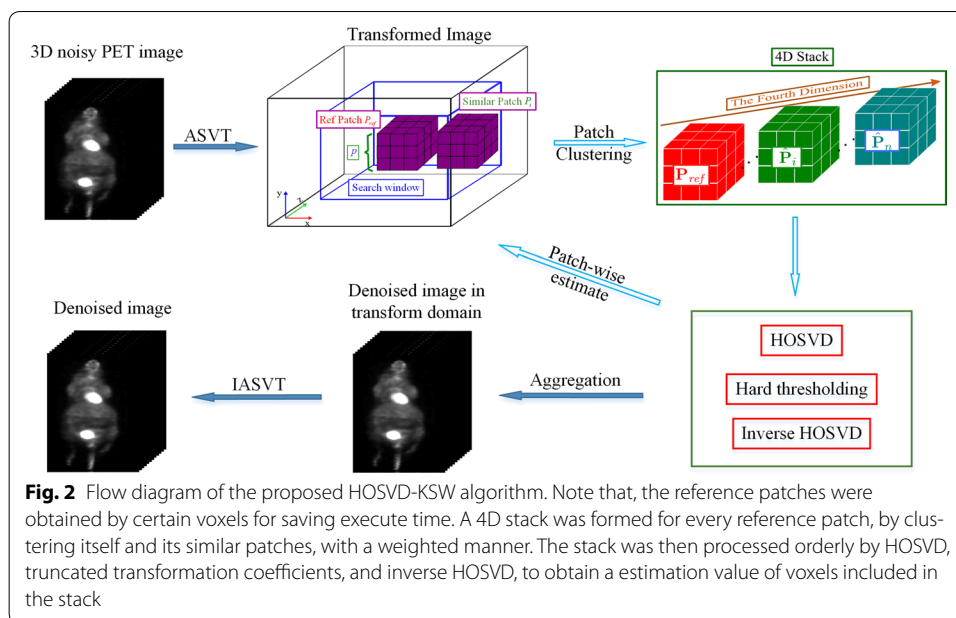 3D noisy PET image
Transformed Image
4D Stack
The Fourth Dimension
ASVT
Ref Patch P_ref
Similar Patch P_i
p
Search window
y
z
x
Patch
Clustering
P_ref
P̂_i
P̂_n
Patch-wise
estimate
Denoised image
Denoised image in
transform domain
IASVT
Aggregation
HOSVD
Hard thresholding
Inverse HOSVD
Fig. 2 Flow diagram of the proposed HOSVD-KSW algorithm. Note that, the reference patches were
obtained by certain voxels for saving execute time. A 4D stack was formed for every reference patch, by clus-
tering itself and its similar patches, with a weighted manner. The stack was then processed orderly by HOSVD,
truncated transformation coefficients, and inverse HOSVD, to obtain a estimation value of voxels included in
the stack